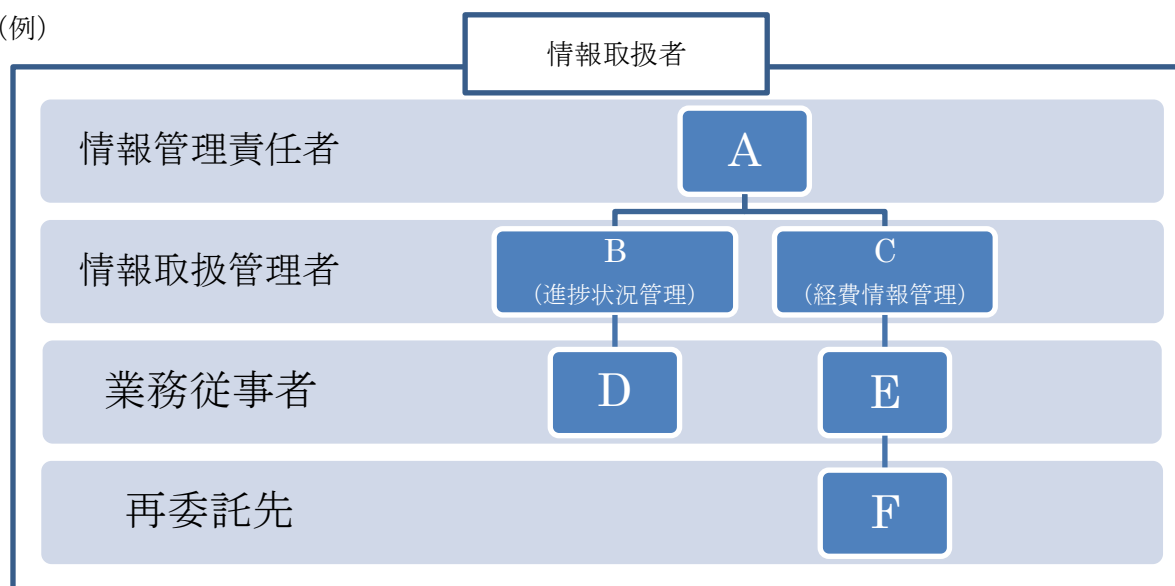 (例)
情報取扱者
情報管理責任者
A
情報取扱管理者
B
(進捗状況管理)
C
(経費情報管理)
業務従事者
D
E
再委託先
F